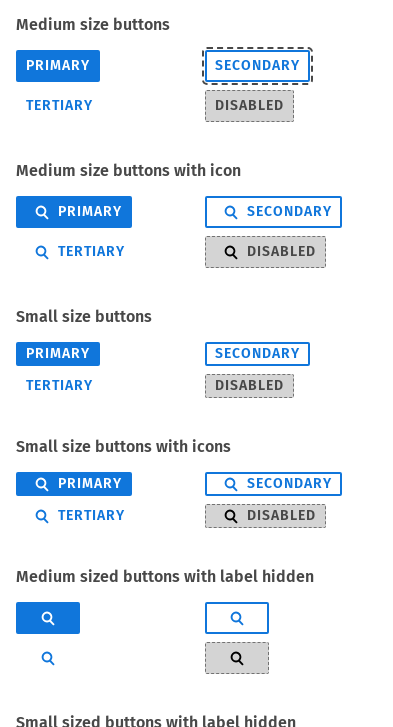 Medium size buttons
PRIMARY SECONDARY
TERTIARY DISABLED
Medium size buttons with icon
PRIMARY SECONDARY
TERTIARY DISABLED
Small size buttons
PRIMARY SECONDARY
TERTIARY DISABLED
Small size buttons with icons
PRIMARY SECONDARY
TERTIARY DISABLED
Medium sized buttons with label hidden
Small sized buttons with label hidden